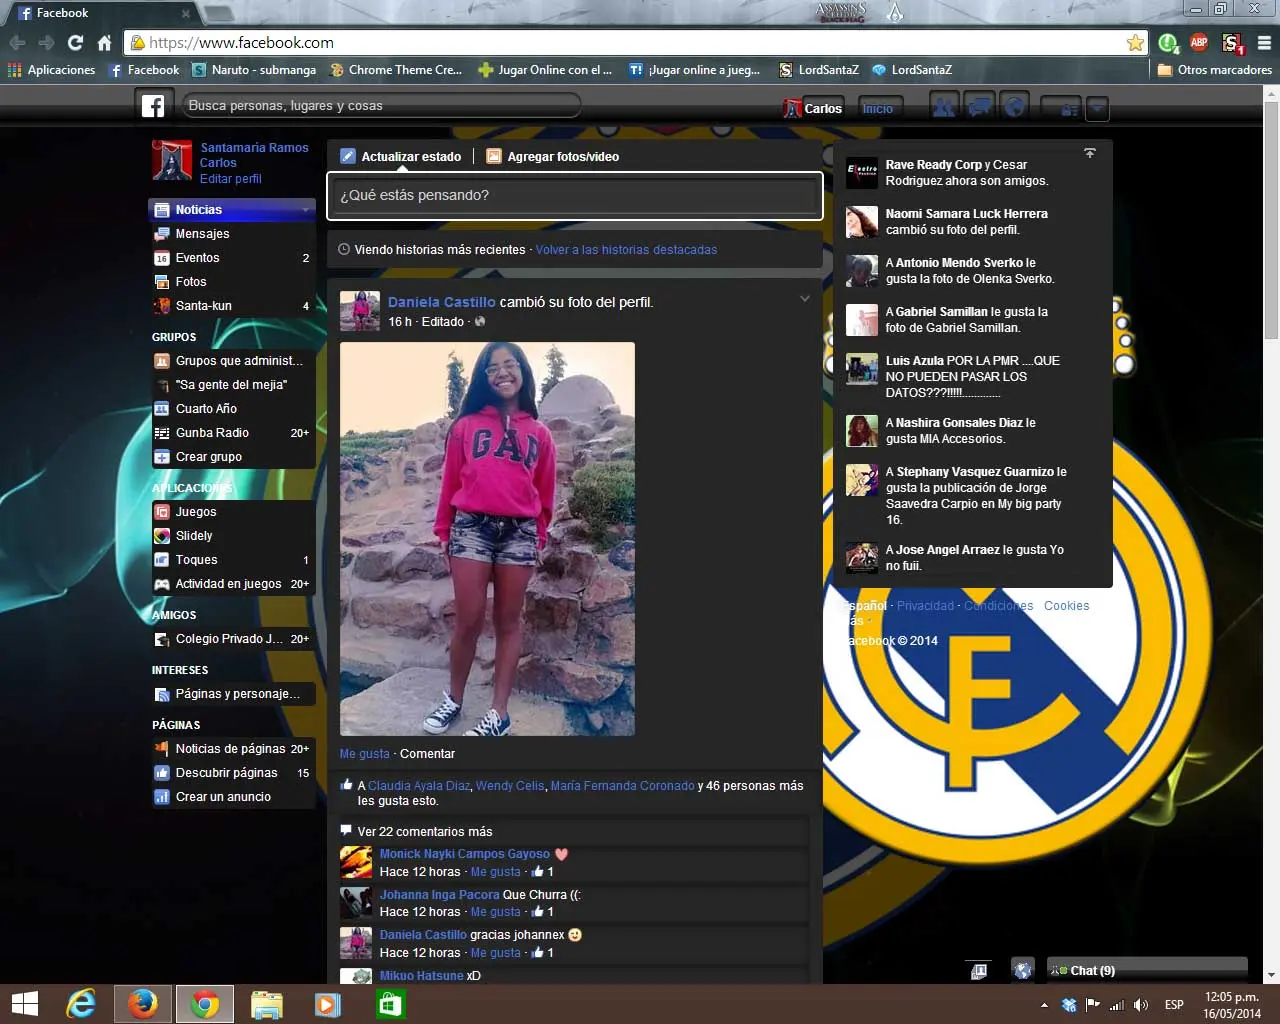 Facebook
ASSASSIN'S
BLACK FLAG
https://www.facebook.com
4
ABP
1
Aplicaciones
Facebook
Naruto - submanga
Chrome Theme Cre...
Jugar Online con el ...
¡Jugar online a jueg...
LordSantaZ
LordSantaZ
Otros marcadores
Busca personas, lugares y cosas
Carlos
Inicio
Santamaria Ramos
Carlos
Editar perfil
Noticias
Mensajes
Eventos 2
Fotos
Santa-kun 4
GRUPOS
Grupos que administ...
"Sa gente del mejia"
Cuarto Año
Gunba Radio 20+
Crear grupo
APLICACIONES
Juegos
Slidely
Toques 1
Actividad en juegos 20+
AMIGOS
Colegio Privado J... 20+
INTERESES
Páginas y personaje...
PÁGINAS
Noticias de páginas 20+
Descubrir páginas 15
Crear un anuncio
Actualizar estado
Agregar fotos/video
¿Qué estás pensando?
Viendo historias más recientes · Volver a las historias destacadas
Daniela Castillo cambió su foto del perfil.
16 h · Editado ·
GAP
Me gusta · Comentar
A Claudia Ayala Diaz, Wendy Celis, María Fernanda Coronado y 46 personas más
les gusta esto.
Ver 22 comentarios más
Monick Nayki Campos Gayoso
Hace 12 horas · Me gusta · 1
Johanna Inga Pacora Que Churra ((:
Hace 12 horas · Me gusta · 1
Daniela Castillo gracias johannex
Hace 12 horas · Me gusta · 1
Mikuo Hatsune xD
Rave Ready Corp y Cesar
Rodriguez ahora son amigos.
Naomi Samara Luck Herrera
cambió su foto del perfil.
A Antonio Mendo Sverko le
gusta la foto de Olenka Sverko.
A Gabriel Samillan le gusta la
foto de Gabriel Samillan.
Luis Azula POR LA PMR ....QUE
NO PUEDEN PASAR LOS
DATOS???!!!!!.............
A Nashira Gonsales Diaz le
gusta MIA Accesorios.
A Stephany Vasquez Guarnizo le
gusta la publicación de Jorge
Saavedra Carpio en My big party
16.
A Jose Angel Arraez le gusta Yo
no fuii.
Español · Privacidad · Condiciones Cookies
Más ·
Facebook © 2014
Chat (9)
ESP
12:05 p.m.
16/05/2014